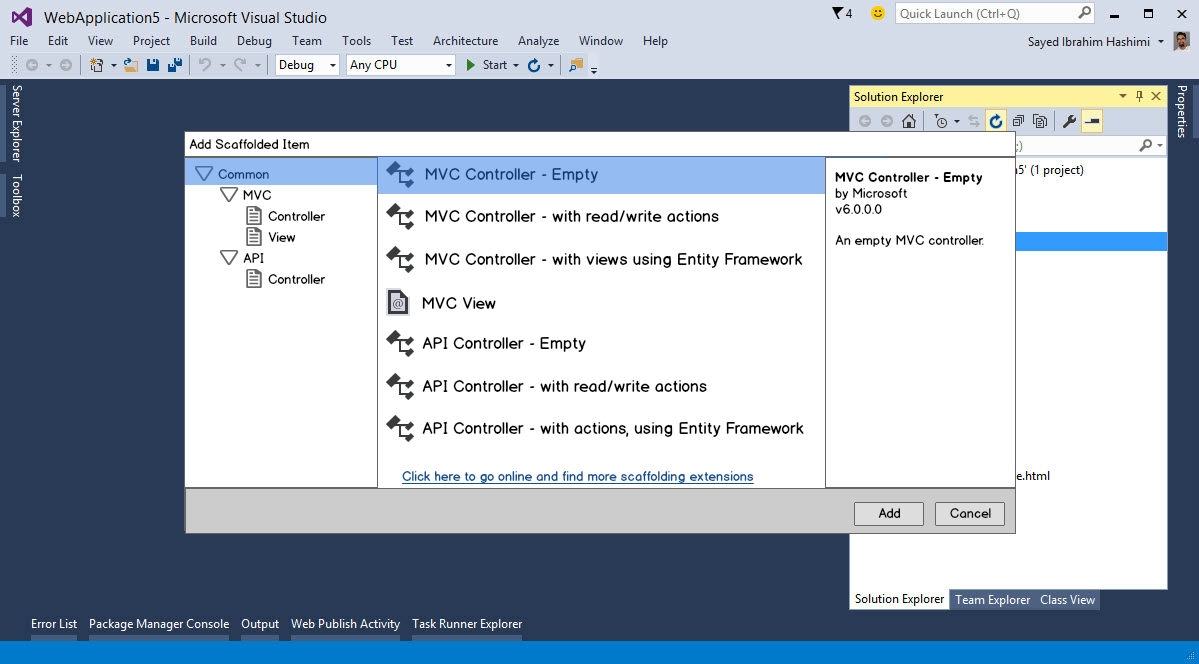 WebApplication5 - Microsoft Visual Studio
4
Quick Launch (Ctrl+Q)
File Edit View Project Build Debug Team Tools Test Architecture Analyze Window Help
Sayed Ibrahim Hashimi
Debug Any CPU Start
Server Explorer
Toolbox
Solution Explorer
Properties
Add Scaffolded Item
;)
Common
MVC
Controller
View
API
Controller
MVC Controller - Empty
MVC Controller - with read/write actions
MVC Controller - with views using Entity Framework
MVC View
API Controller - Empty
API Controller - with read/write actions
API Controller - with actions, using Entity Framework
Click here to go online and find more scaffolding extensions
MVC Controller - Empty
by Microsoft
v6.0.0.0
An empty MVC controller.
5' (1 project)
e.html
Add Cancel
Solution Explorer Team Explorer Class View
Error List Package Manager Console Output Web Publish Activity Task Runner Explorer